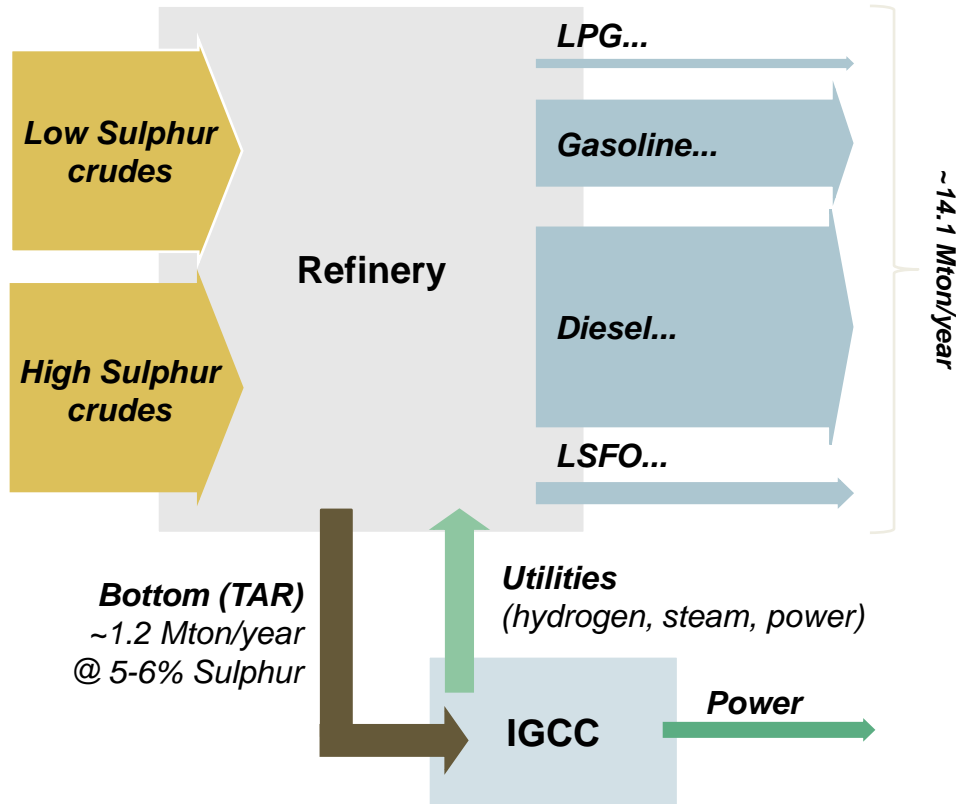 Low Sulphur
crudes
High Sulphur
crudes
Refinery
LPG...
Gasoline...
Diesel...
LSFO...
~14.1 Mton/year
Bottom (TAR)
~1.2 Mton/year
@ 5-6% Sulphur
Utilities
(hydrogen, steam, power)
IGCC
Power